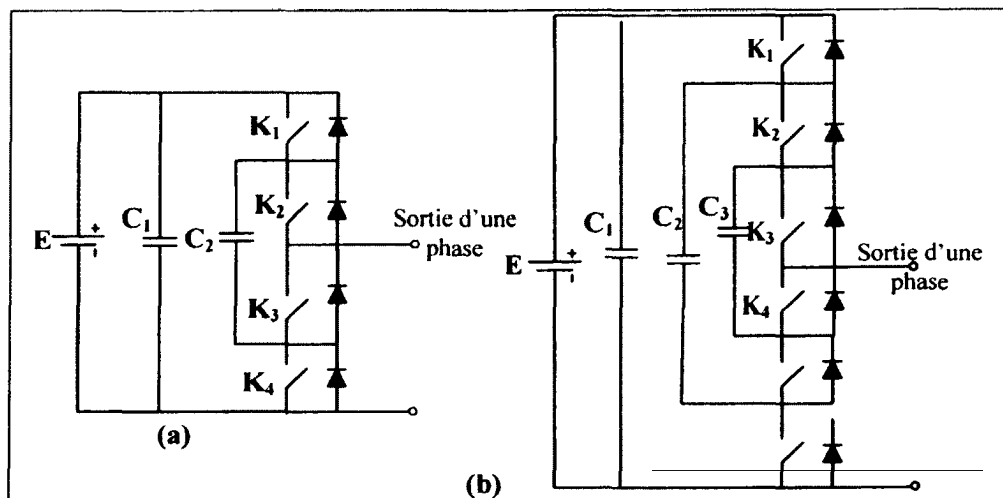 K₁
K₂
E
+
-
C₁
C₂
Sortie d'une
phase
K₃
K₄
(a)
K₁
K₂
E
+
-
C₁
C₂
C₃
K₃
Sortie d'une
phase
K₄
(b)